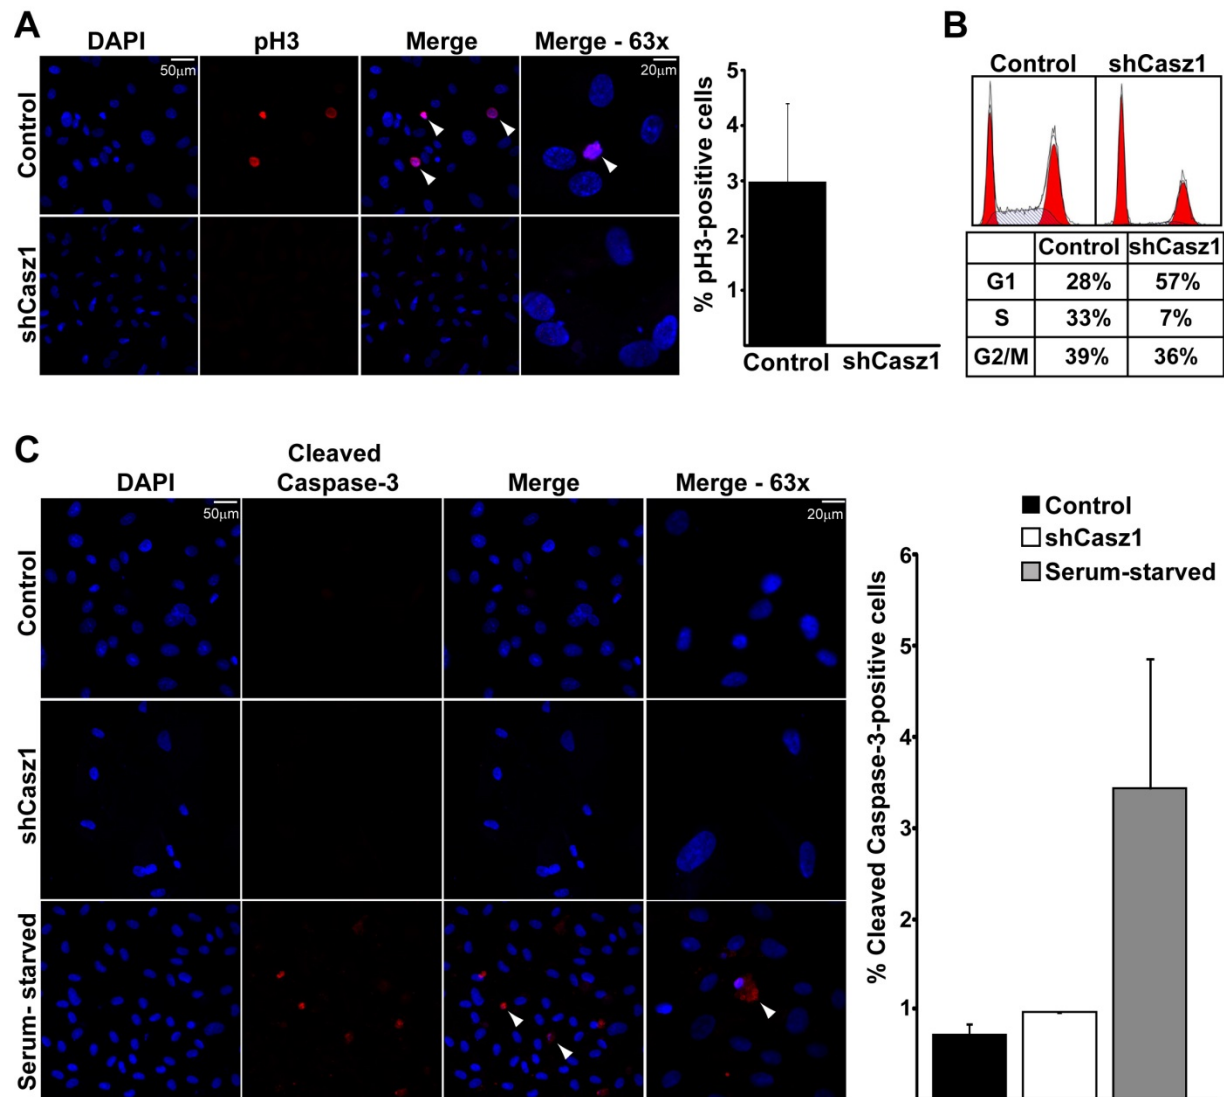 A
DAPI pH3 Merge Merge - 63x
50µm
20µm
Control
shCasz1
% pH3-positive cells
5
4
3
2
1
Control shCasz1
B
Control shCasz1
Control shCasz1
G1 28% 57%
S 33% 7%
G2/M 39% 36%
C
DAPI
Cleaved
Caspase-3
Merge
Merge - 63x
50µm
20µm
Control
shCasz1
Serum- starved
Control
shCasz1
Serum-starved
% Cleaved Caspase-3-positive cells
6
5
4
3
2
1